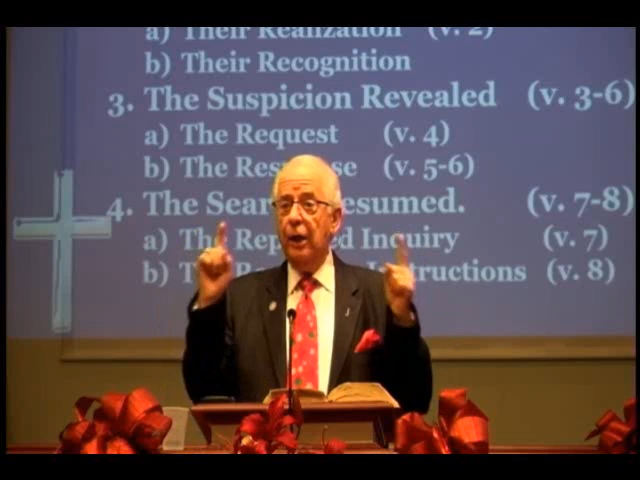 a) Their Realization (v. 2)
b) Their Recognition
3. The Suspicion Revealed (v. 3-6)
a) The Request (v. 4)
b) The (v. 5-6)
4. The (v. 7-8)
a) The Inquiry (v. 7)
b) (v. 8)